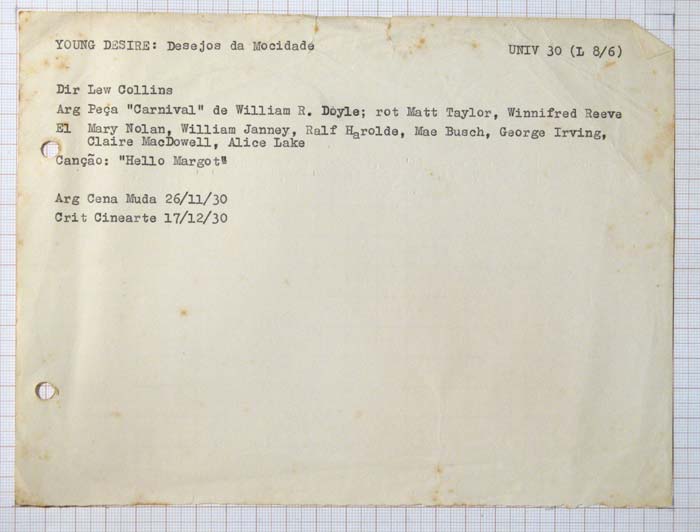 YOUNG DESIRE: Desejos da Mocidade UNIV 30 (L 8/6)
Dir Lew Collins
Arg Peça "Carnival" de William R. Doyle; rot Matt Taylor, Winnifred Reeve
El Mary Nolan, William Janney, Ralf Harolde, Mae Busch, George Irving,
Claire MacDowell, Alice Lake
Canção: "Hello Margot"
Arg Cena Muda 26/11/30
Crit Cinearte 17/12/30